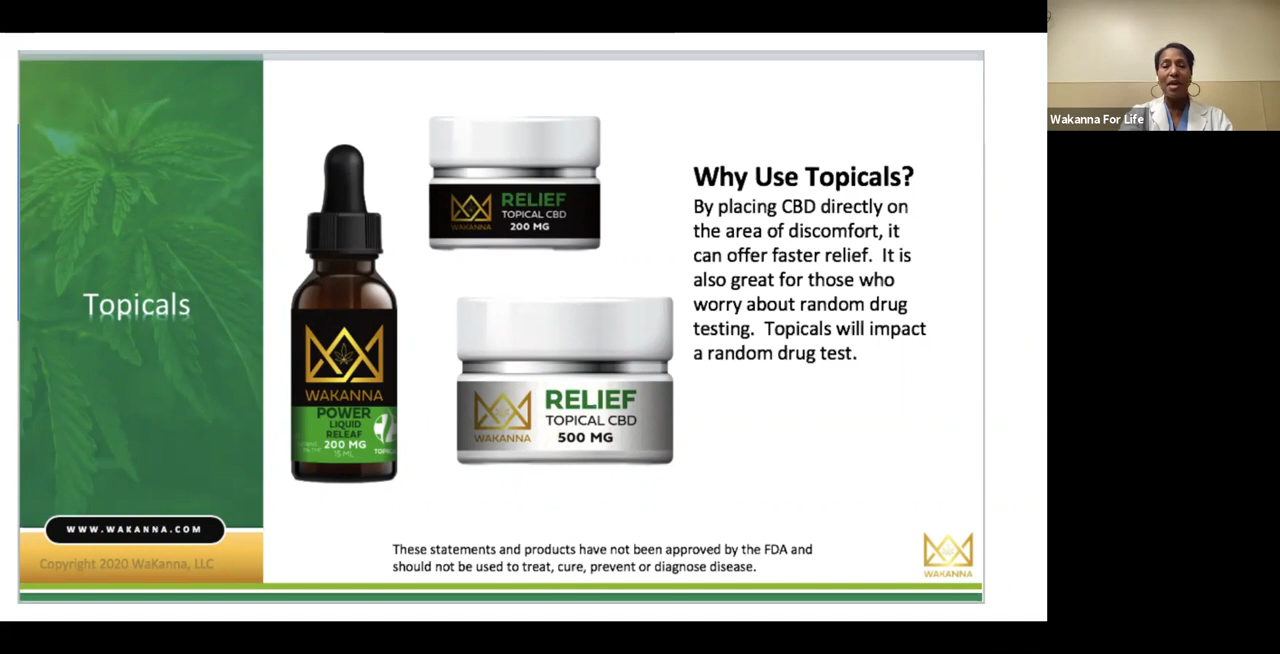 Topicals
WWW.WAKANNA.COM
Copyright 2020 WaKanna, LLC
WAKANNA
POWER
LIQUID
RELEAF
200 MG
15 ML
RELIEF
TOPICAL CBD
200 MG
WAKANNA
RELIEF
TOPICAL CBD
500 MG
WAKANNA
Why Use Topicals?
By placing CBD directly on
the area of discomfort, it
can offer faster relief. It is
also great for those who
worry about random drug
testing. Topicals will impact
a random drug test.
These statements and products have not been approved by the FDA and
should not be used to treat, cure, prevent or diagnose disease.
WAKANNA
Wakanna For Life